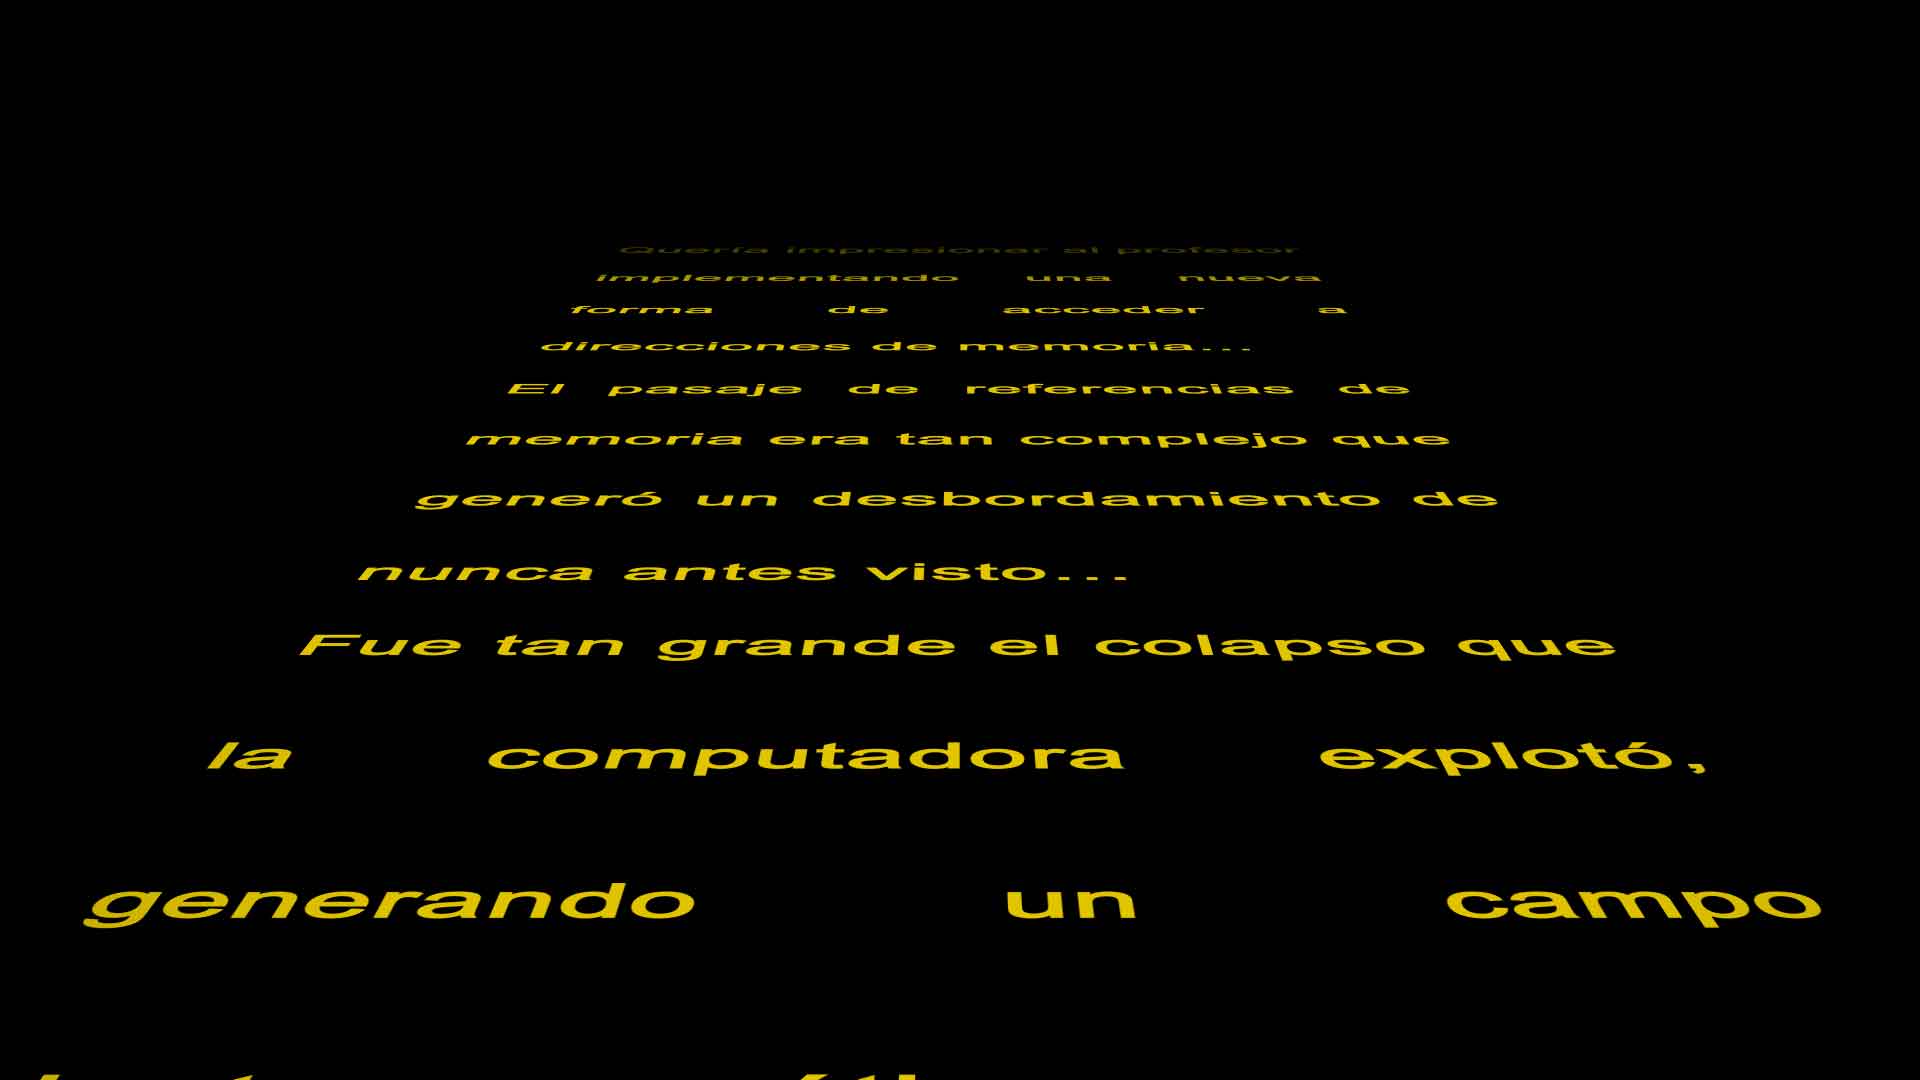 Quería impresionar al profesor
implementando una nueva
forma de acceder a
direcciones de memoria...
El pasaje de referencias de
memoria era tan complejo que
generó un desbordamiento de
nunca antes visto...
Fue tan grande el colapso que
la computadora explotó,
generando un campo